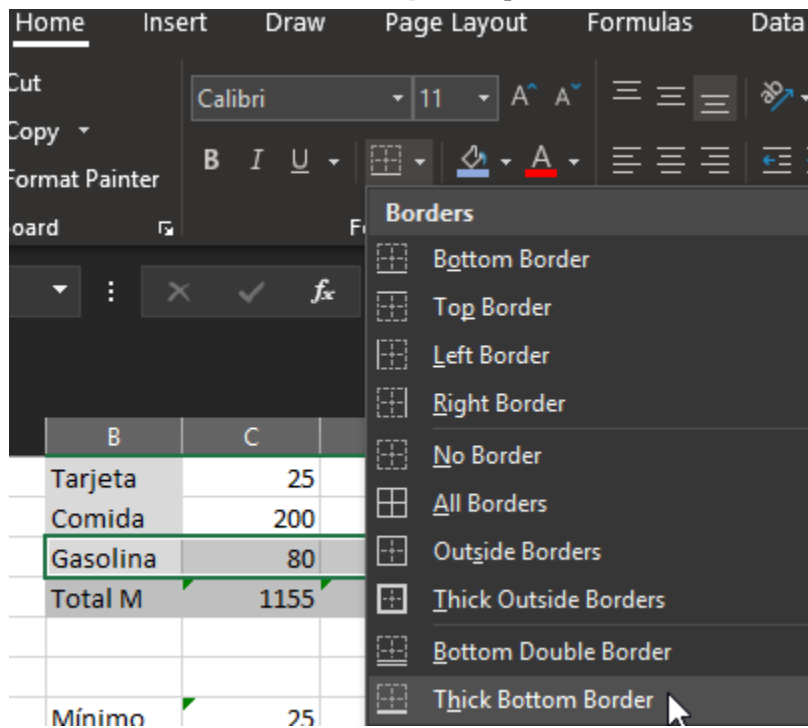 Home Insert Draw Page Layout Formulas Data
Cut
Calibri 11 A^ A˅
Copy
B I U A
Format Painter
Borders
Bottom Border
fx
Top Border
Left Border
Right Border
B C
No Border
Tarjeta 25
All Borders
Comida 200
Outside Borders
Gasolina 80
Thick Outside Borders
Total M 1155
Bottom Double Border
Thick Bottom Border
Mínimo 25